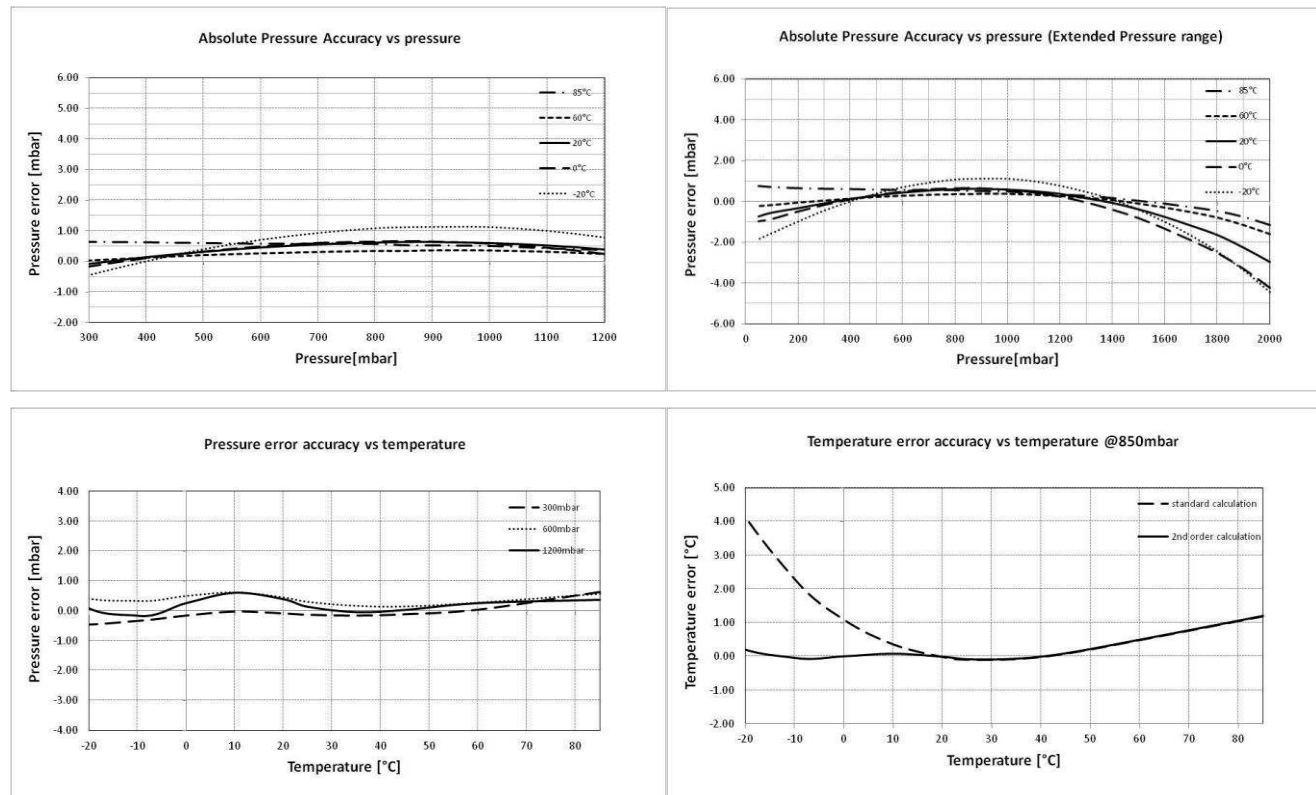 Absolute Pressure Accuracy vs pressure
6.00
5.00
4.00
3.00
2.00
1.00
0.00
-1.00
-2.00
Pressure error [mbar]
85°C
60°C
20°C
0°C
-20°C
300 400 500 600 700 800 900 1000 1100 1200
Pressure[mbar]
Absolute Pressure Accuracy vs pressure (Extended Pressure range)
6.00
4.00
2.00
0.00
-2.00
-4.00
-6.00
Pressure error [mbar]
85°C
60°C
20°C
0°C
-20°C
0 200 400 600 800 1000 1200 1400 1600 1800 2000
Pressure[mbar]
Pressure error accuracy vs temperature
4.00
3.00
2.00
1.00
0.00
-1.00
-2.00
-3.00
-4.00
Pressure error [mbar]
300mbar
600mbar
1200mbar
-20 -10 0 10 20 30 40 50 60 70 80
Temperature [°C]
Temperature error accuracy vs temperature @850mbar
5.00
4.00
3.00
2.00
1.00
0.00
-1.00
-2.00
Temperature error [°C]
standard calculation
2nd order calculation
-20 -10 0 10 20 30 40 50 60 70 80
Temperature [°C]